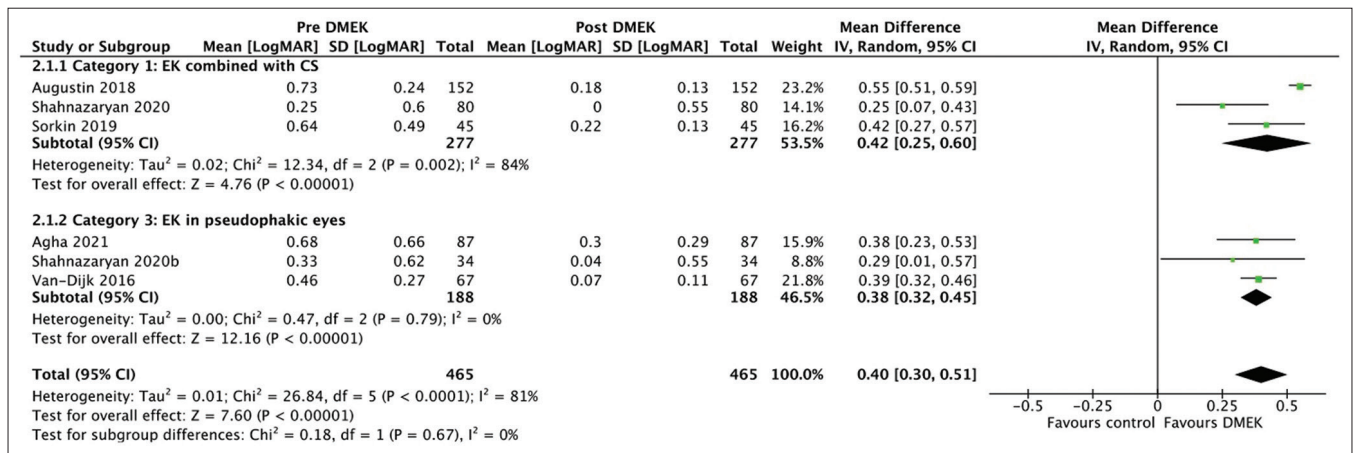 Pre DMEK Post DMEK Mean Difference Mean Difference
Study or Subgroup Mean [LogMAR] SD [LogMAR] Total Mean [LogMAR] SD [LogMAR] Total Weight IV, Random, 95% CI IV, Random, 95% CI
2.1.1 Category 1: EK combined with CS
Augustin 2018 0.73 0.24 152 0.18 0.13 152 23.2% 0.55 [0.51, 0.59]
Shahnazaryan 2020 0.25 0.6 80 0 0.55 80 14.1% 0.25 [0.07, 0.43]
Sorkin 2019 0.64 0.49 45 0.22 0.13 45 16.2% 0.42 [0.27, 0.57]
Subtotal (95% CI) 277 277 53.5% 0.42 [0.25, 0.60]
Heterogeneity: Tau² = 0.02; Chi² = 12.34, df = 2 (P = 0.002); I² = 84%
Test for overall effect: Z = 4.76 (P < 0.00001)
2.1.2 Category 3: EK in pseudophakic eyes
Agha 2021 0.68 0.66 87 0.3 0.29 87 15.9% 0.38 [0.23, 0.53]
Shahnazaryan 2020b 0.33 0.62 34 0.04 0.55 34 8.8% 0.29 [0.01, 0.57]
Van-Dijk 2016 0.46 0.27 67 0.07 0.11 67 21.8% 0.39 [0.32, 0.46]
Subtotal (95% CI) 188 188 46.5% 0.38 [0.32, 0.45]
Heterogeneity: Tau² = 0.00; Chi² = 0.47, df = 2 (P = 0.79); I² = 0%
Test for overall effect: Z = 12.16 (P < 0.00001)
Total (95% CI) 465 465 100.0% 0.40 [0.30, 0.51]
Heterogeneity: Tau² = 0.01; Chi² = 26.84, df = 5 (P < 0.0001); I² = 81%
Test for overall effect: Z = 7.60 (P < 0.00001)
Test for subgroup differences: Chi² = 0.18, df = 1 (P = 0.67), I² = 0%
−0.5 −0.25 0 0.25 0.5
Favours control Favours DMEK